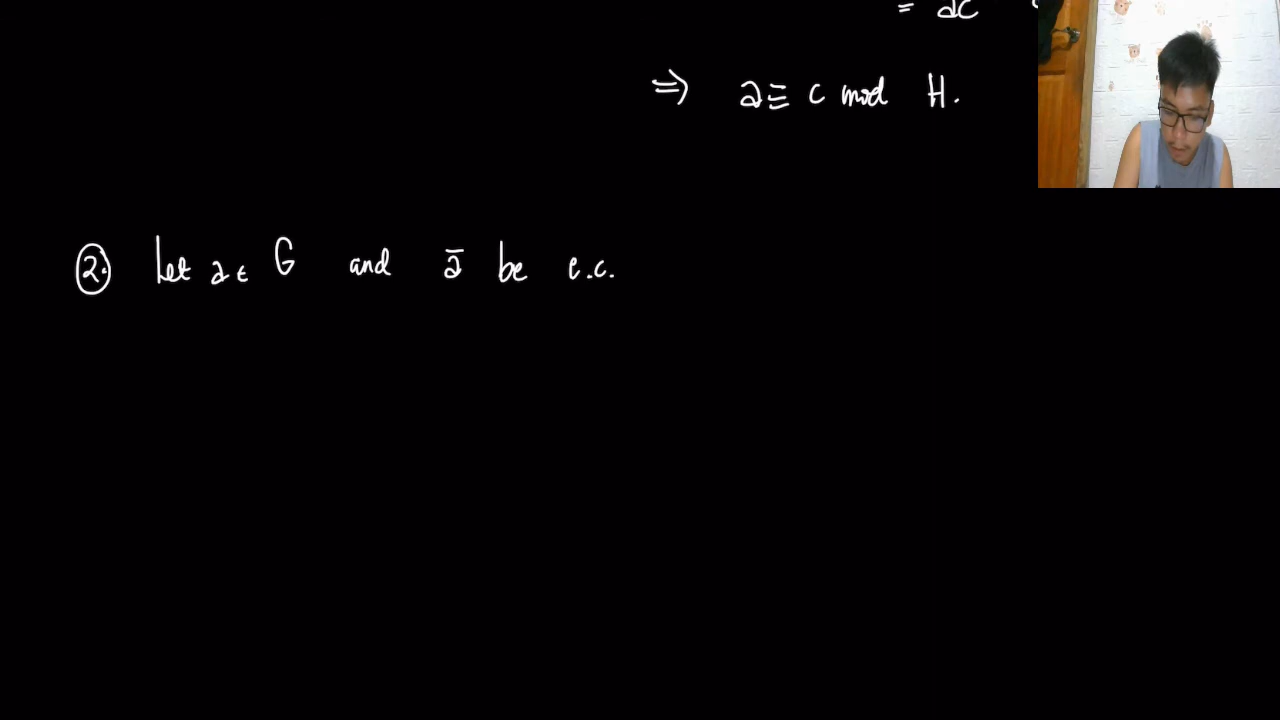 = ac
⇒ a ≡ c mod H.
②. Let a ∈ G and ā be e.c.